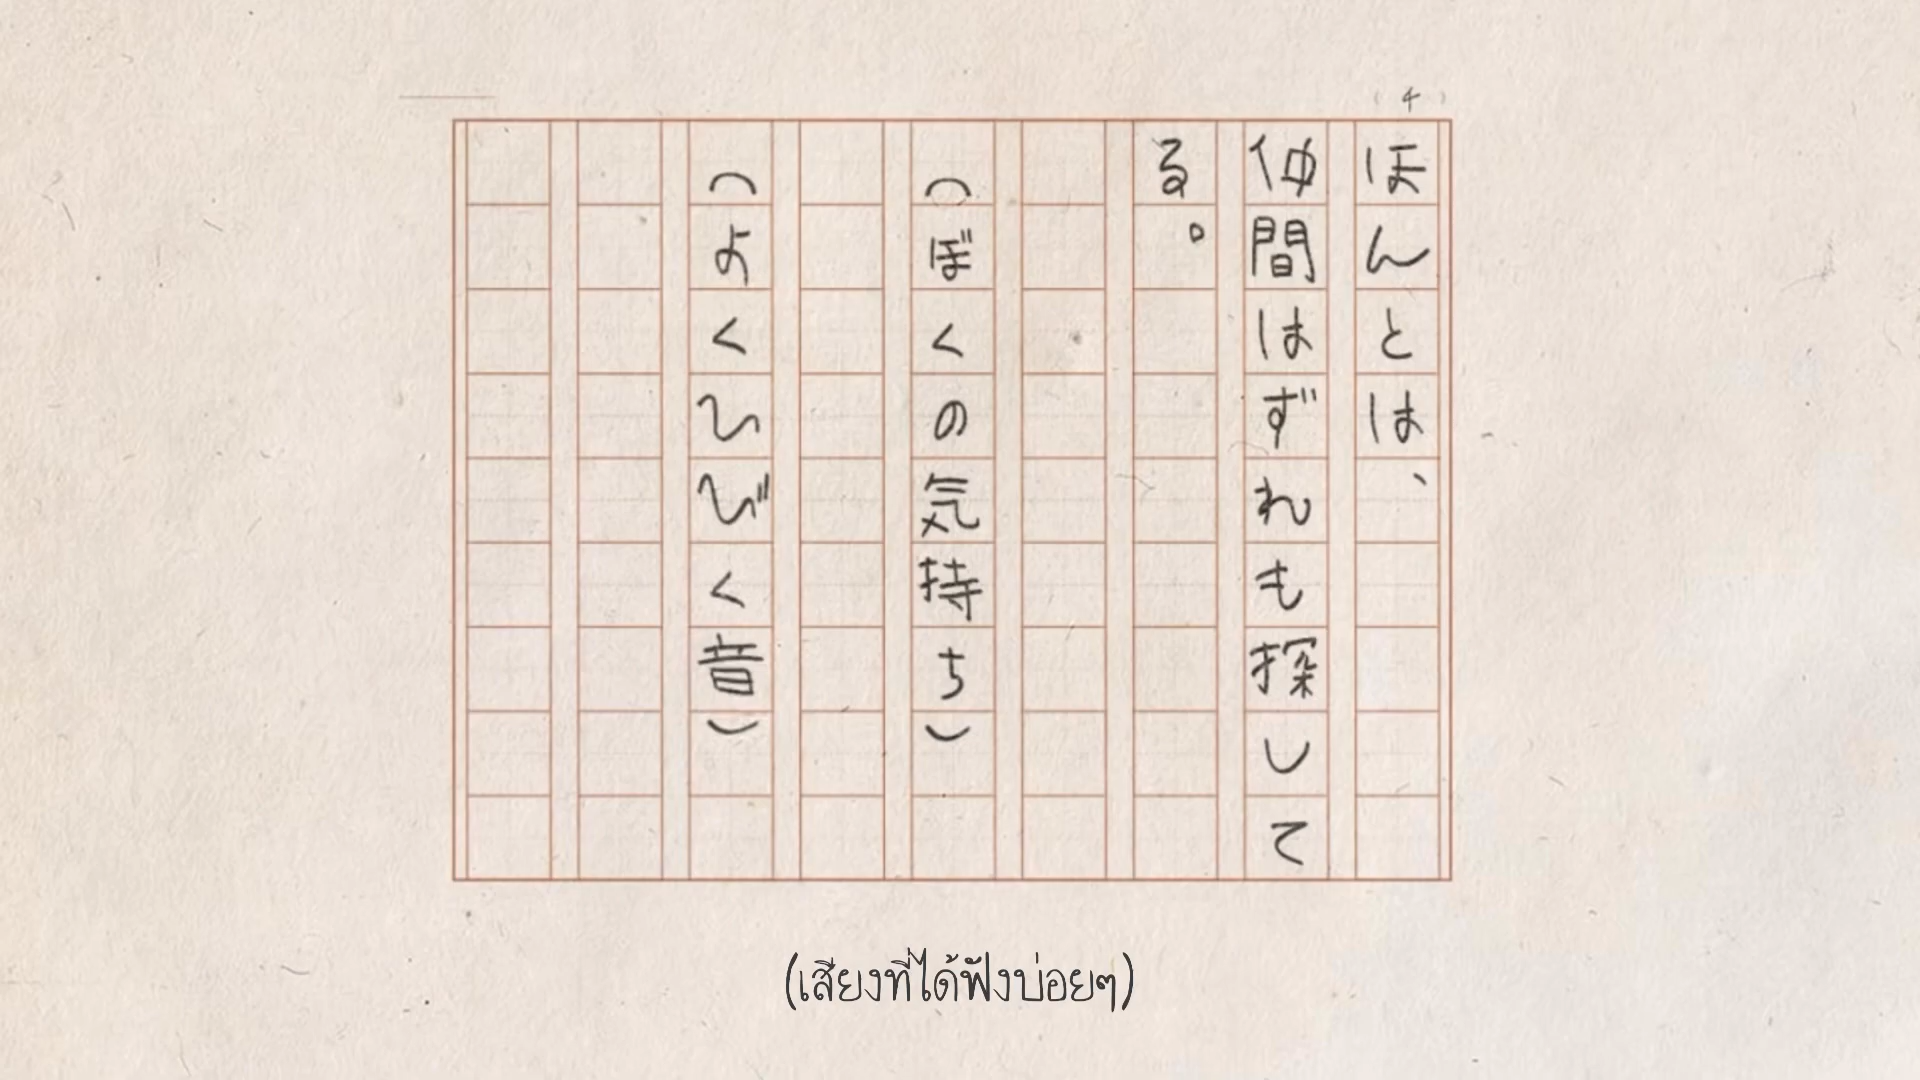 (4)
ほんとは、
仲間はずれも探して
る。
(ぼくの気持ち)
(よくひびく音)
(เสียงที่ได้ฟังบ่อยๆ)